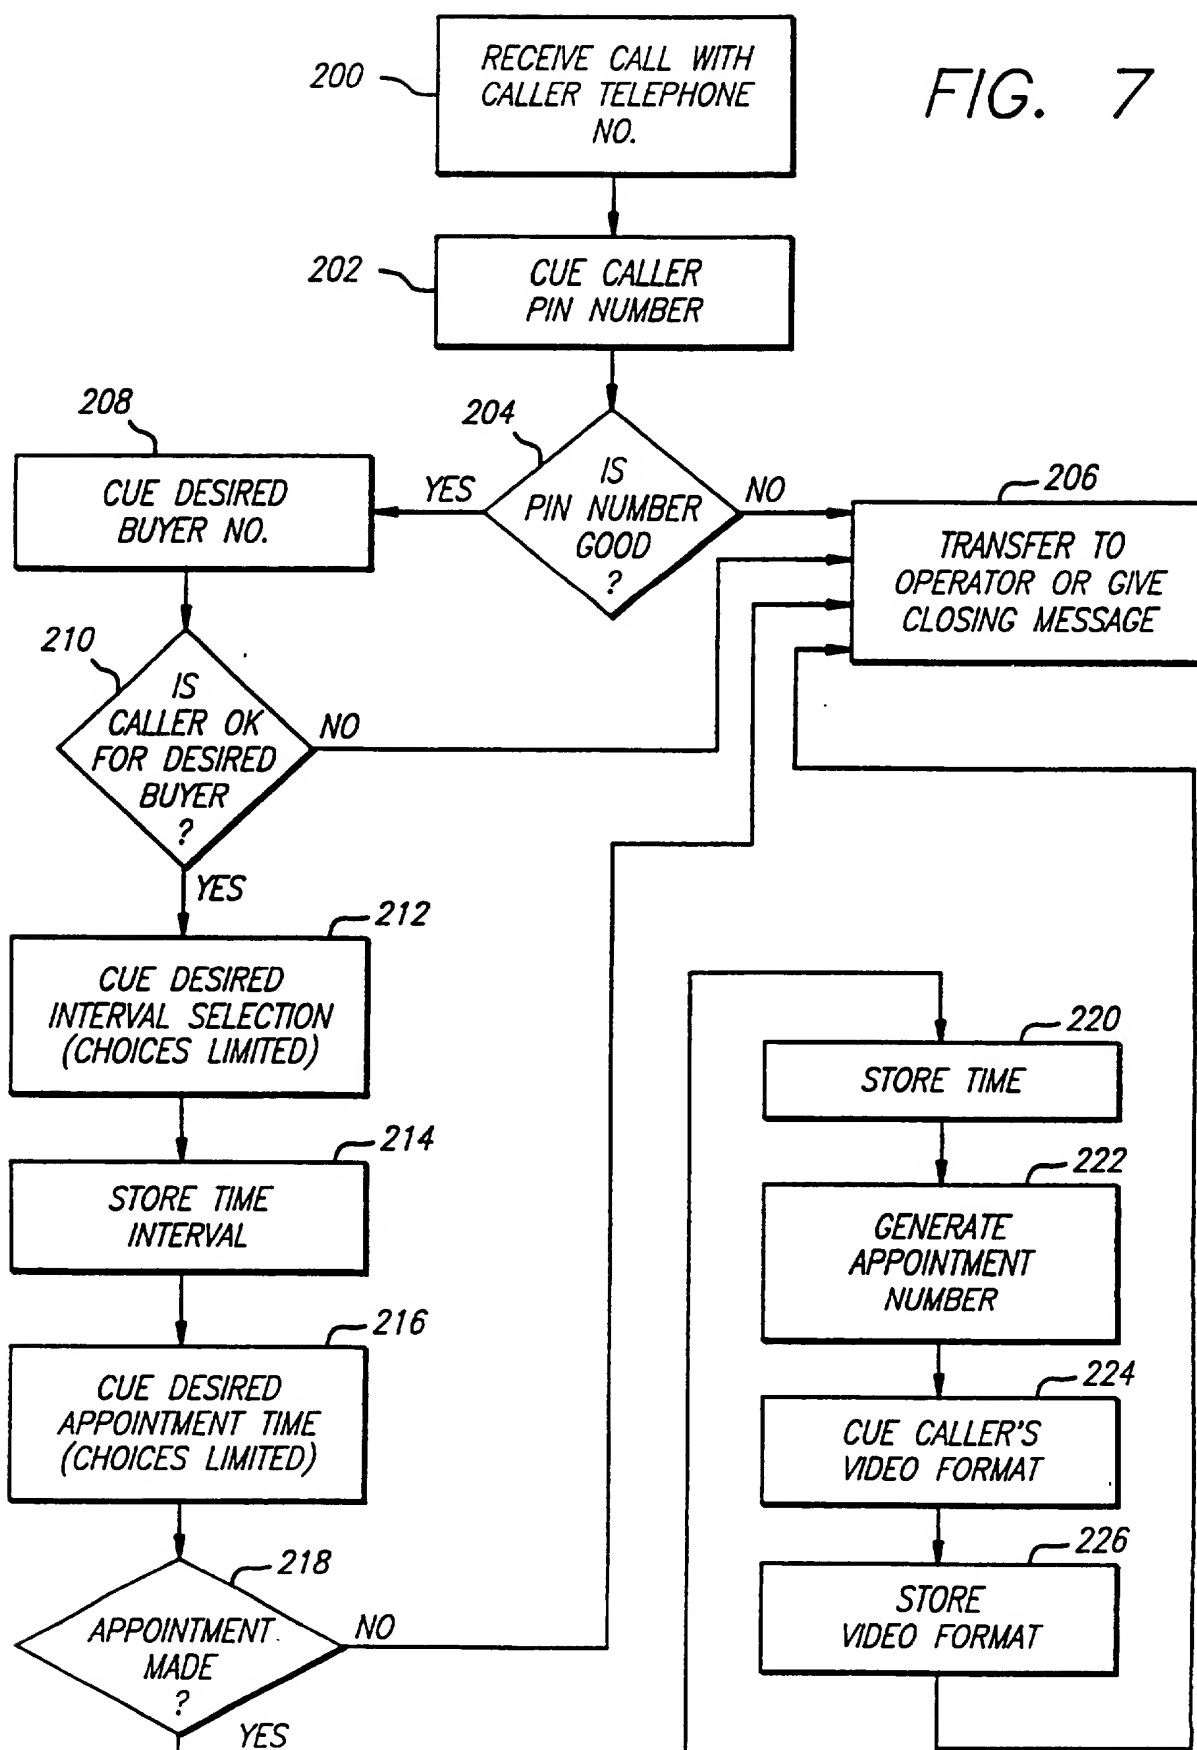 FIG. 7
200
RECEIVE CALL WITH
CALLER TELEPHONE
NO.
202
CUE CALLER
PIN NUMBER
204
IS
PIN NUMBER
GOOD
?
YES
NO
206
TRANSFER TO
OPERATOR OR GIVE
CLOSING MESSAGE
208
CUE DESIRED
BUYER NO.
210
IS
CALLER OK
FOR DESIRED
BUYER
?
NO
YES
212
CUE DESIRED
INTERVAL SELECTION
(CHOICES LIMITED)
214
STORE TIME
INTERVAL
216
CUE DESIRED
APPOINTMENT TIME
(CHOICES LIMITED)
218
APPOINTMENT
MADE
?
NO
YES
220
STORE TIME
222
GENERATE
APPOINTMENT
NUMBER
224
CUE CALLER'S
VIDEO FORMAT
226
STORE
VIDEO FORMAT